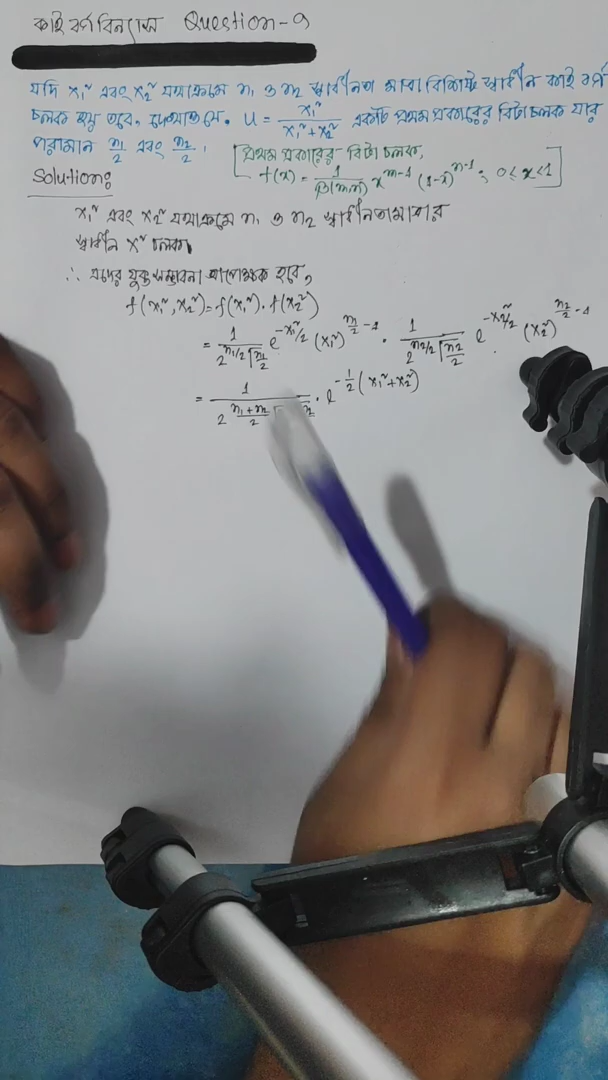 কাই বর্গ বিন্যাস Question-9
যদি x₁² এবং x₂² যথাক্রমে n₁ ও n₂ স্বাধীনতা মাত্রা বিশিষ্ট স্বাধীন কাই বর্গ
চলক হয় তবে, দেখাও যে. U = x₁²/(x₁²+x₂²) একটি প্রথম প্রকারের বিটা চলক যার
পরামান n₁/2 এবং n₂/2 ।
[প্রথম প্রকারের বিটা চলক,
f(x) = 1/β(m,n) x^(m-1) (1-x)^(n-1) ; 0 < x < 1]
Solution:
x₁² এবং x₂² যথাক্রমে n₁ ও n₂ স্বাধীনতা মাত্রার
স্বাধীন x² চলক।
∴ এদের যুক্ত সম্ভাবনা অপেক্ষক হবে,
f(x₁², x₂²) = f(x₁²) · f(x₂²)
= 1/(2^(n₁/2) Γ(n₁/2)) e^(-x₁²/2) (x₁²)^(n₁/2 - 1) · 1/(2^(n₂/2) Γ(n₂/2)) e^(-x₂²/2) (x₂²)^(n₂/2 - 1)
= 1/(2^((n₁+n₂)/2) · e^(-1/2 (x₁²+x₂²))